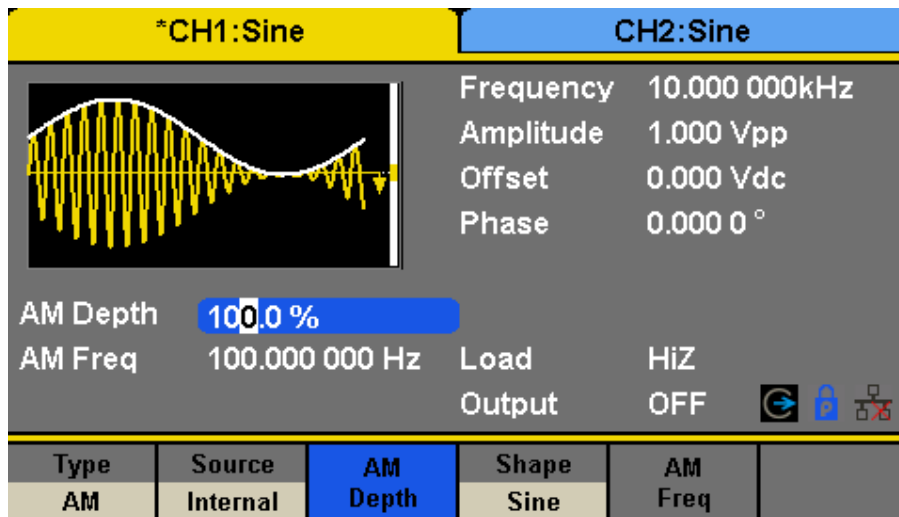 *CH1:Sine
CH2:Sine
Frequency 10.000 000kHz
Amplitude 1.000 Vpp
Offset 0.000 Vdc
Phase 0.000 0 °
AM Depth 100.0 %
AM Freq 100.000 000 Hz
Load HiZ
Output OFF
P
Type
AM
Source
Internal
AM
Depth
Shape
Sine
AM
Freq